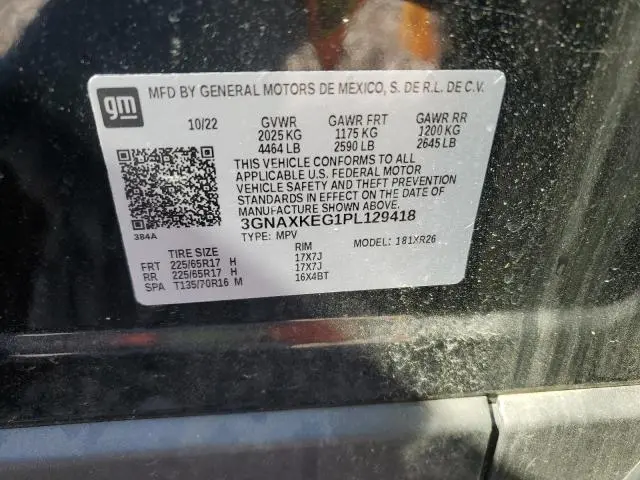 gm
MFD BY GENERAL MOTORS DE MEXICO, S. DE R.L. DE C.V.
10/22 GVWR GAWR FRT GAWR RR
2025 KG 1175 KG 1200 KG
4464 LB 2590 LB 2645 LB
THIS VEHICLE CONFORMS TO ALL
APPLICABLE U.S. FEDERAL MOTOR
VEHICLE SAFETY AND THEFT PREVENTION
STANDARDS IN EFFECT ON THE DATE OF
MANUFACTURE SHOWN ABOVE.
3GNAXKEG1PL129418
384A
TYPE: MPV MODEL: 181XR26
TIRE SIZE RIM
FRT 225/65R17 H 17X7J
RR 225/65R17 H 17X7J
SPA T135/70R16 M 16X4BT